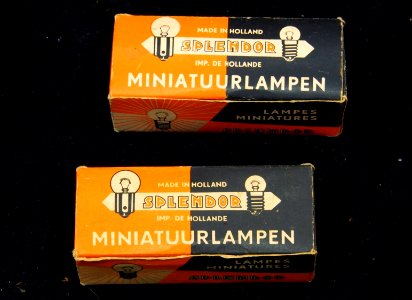 MADE IN HOLLAND
SPLENDOR
IMP. DE HOLLANDE
MINIATUURLAMPEN
LAMPES
MINIATURES
MADE IN HOLLAND
SPLENDOR
IMP. DE HOLLANDE
MINIATUURLAMPEN
LAMPES
MINIATURES